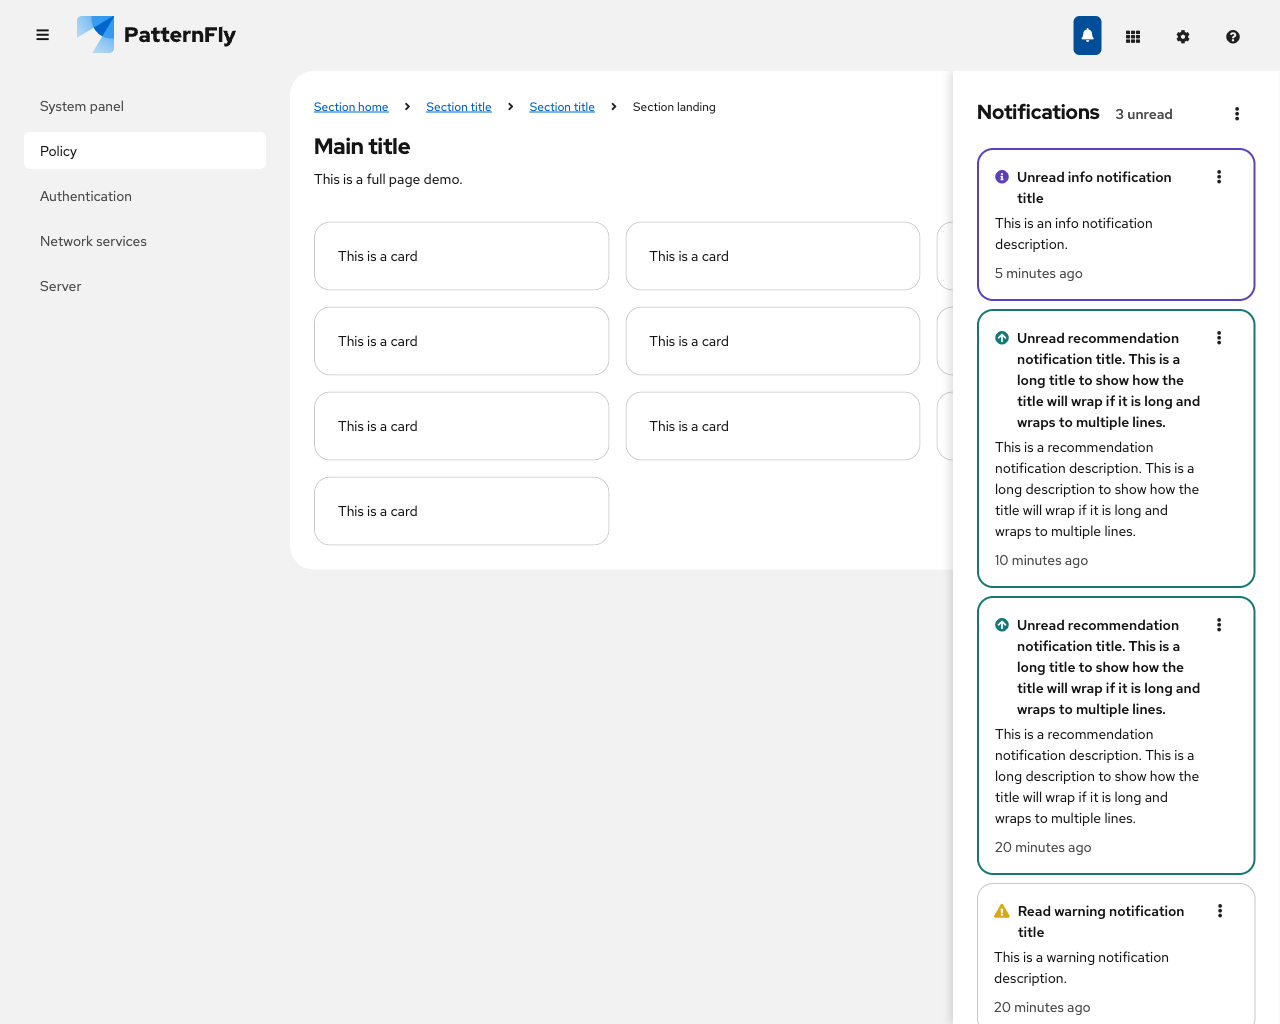 PatternFly
System panel
Policy
Authentication
Network services
Server
Section home
Section title
Section title
Section landing
Main title
This is a full page demo.
This is a card
This is a card
This is a card
This is a card
This is a card
This is a card
This is a card
Notifications
3 unread
Unread info notification
title
This is an info notification
description.
5 minutes ago
Unread recommendation
notification title. This is a
long title to show how the
title will wrap if it is long and
wraps to multiple lines.
This is a recommendation
notification description. This is a
long description to show how the
title will wrap if it is long and
wraps to multiple lines.
10 minutes ago
Unread recommendation
notification title. This is a
long title to show how the
title will wrap if it is long and
wraps to multiple lines.
This is a recommendation
notification description. This is a
long description to show how the
title will wrap if it is long and
wraps to multiple lines.
20 minutes ago
Read warning notification
title
This is a warning notification
description.
20 minutes ago